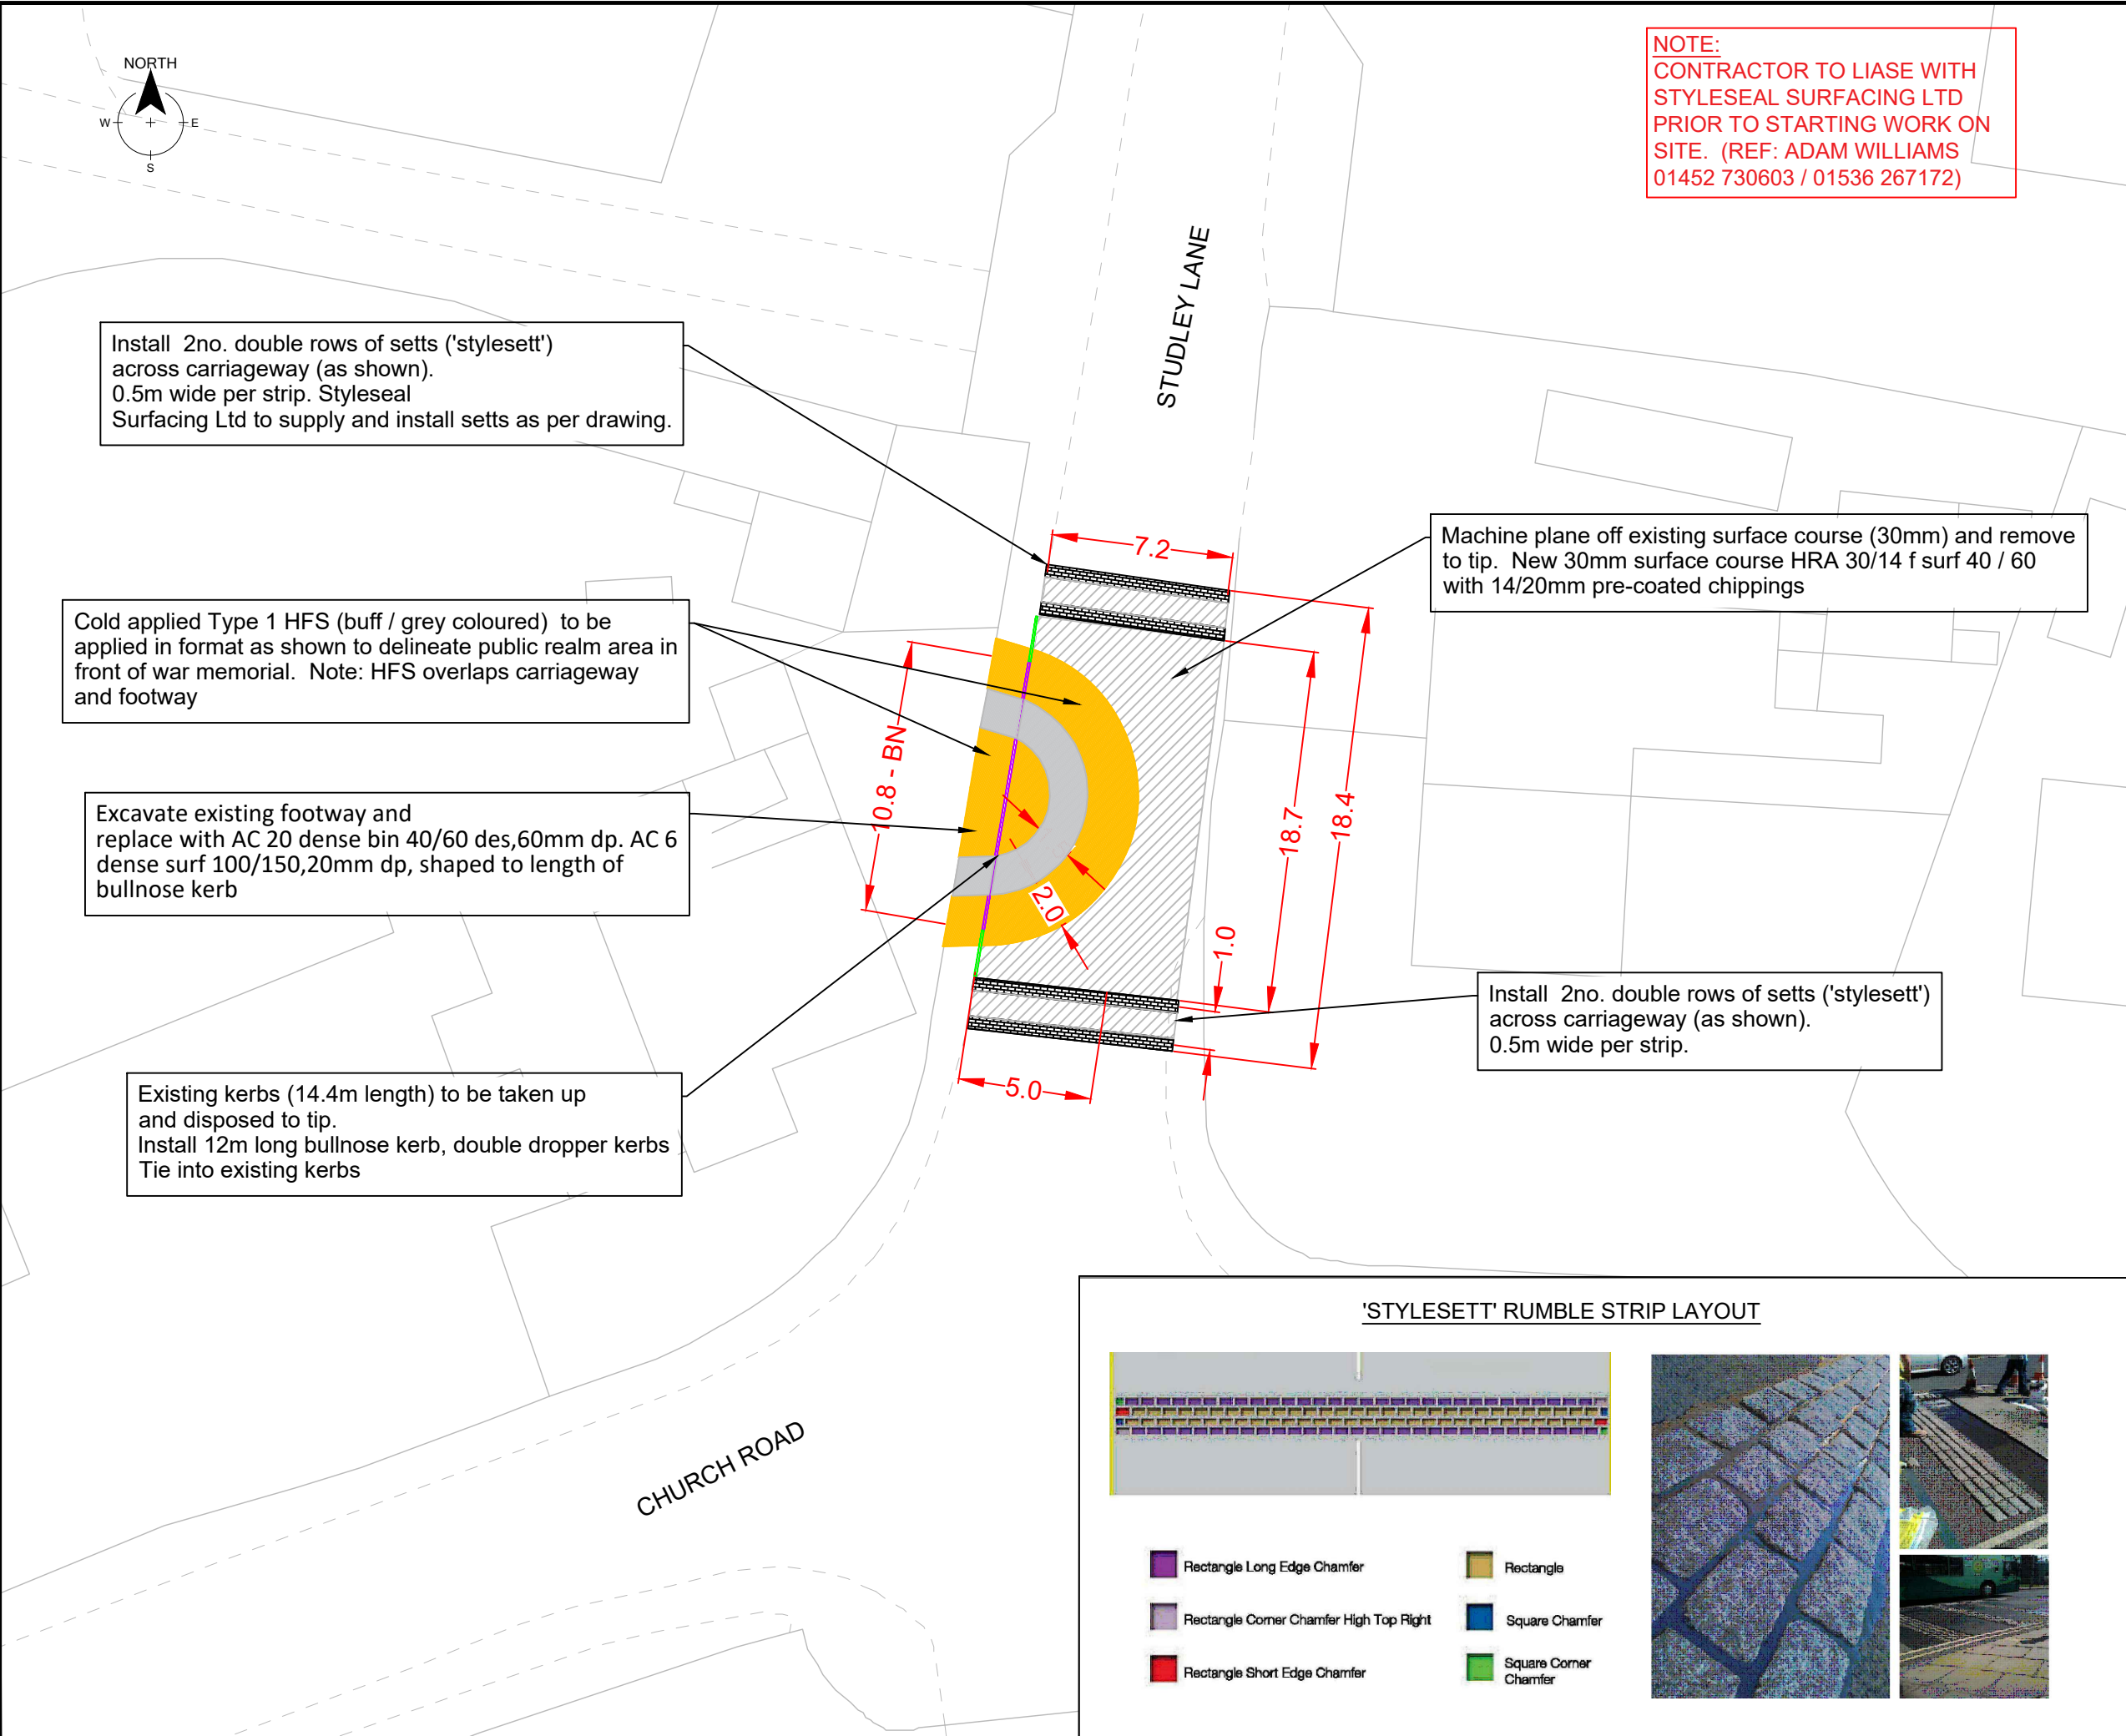 NORTH
W
E
S
NOTE:
CONTRACTOR TO LIASE WITH
STYLESEAL SURFACING LTD
PRIOR TO STARTING WORK ON
SITE. (REF: ADAM WILLIAMS
01452 730603 / 01536 267172)
STUDLEY LANE
Install 2no. double rows of setts ('stylesett')
across carriageway (as shown).
0.5m wide per strip. Styleseal
Surfacing Ltd to supply and install setts as per drawing.
Machine plane off existing surface course (30mm) and remove
to tip. New 30mm surface course HRA 30/14 f surf 40 / 60
with 14/20mm pre-coated chippings
7.2
Cold applied Type 1 HFS (buff / grey coloured) to be
applied in format as shown to delineate public realm area in
front of war memorial. Note: HFS overlaps carriageway
and footway
10.8 - BN
18.7
18.4
Excavate existing footway and
replace with AC 20 dense bin 40/60 des,60mm dp. AC 6
dense surf 100/150,20mm dp, shaped to length of
bullnose kerb
2.0
1.0
Install 2no. double rows of setts ('stylesett')
across carriageway (as shown).
0.5m wide per strip.
5.0
Existing kerbs (14.4m length) to be taken up
and disposed to tip.
Install 12m long bullnose kerb, double dropper kerbs
Tie into existing kerbs
CHURCH ROAD
'STYLESETT' RUMBLE STRIP LAYOUT
Rectangle Long Edge Chamfer
Rectangle
Rectangle Corner Chamfer High Top Right
Square Chamfer
Rectangle Short Edge Chamfer
Square Corner
Chamfer